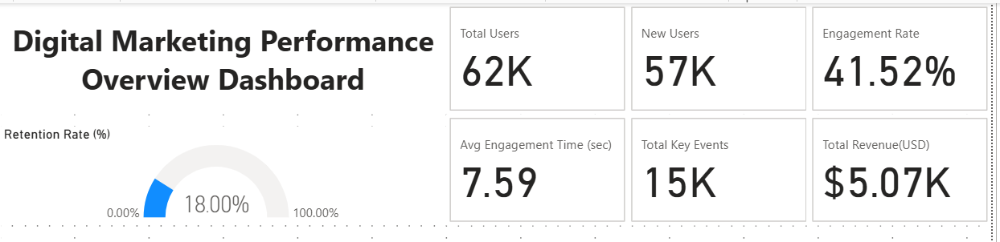 Digital Marketing Performance
Overview Dashboard
Total Users
62K
New Users
57K
Engagement Rate
41.52%
Retention Rate (%)
0.00%
18.00%
100.00%
Avg Engagement Time (sec)
7.59
Total Key Events
15K
Total Revenue(USD)
$5.07K